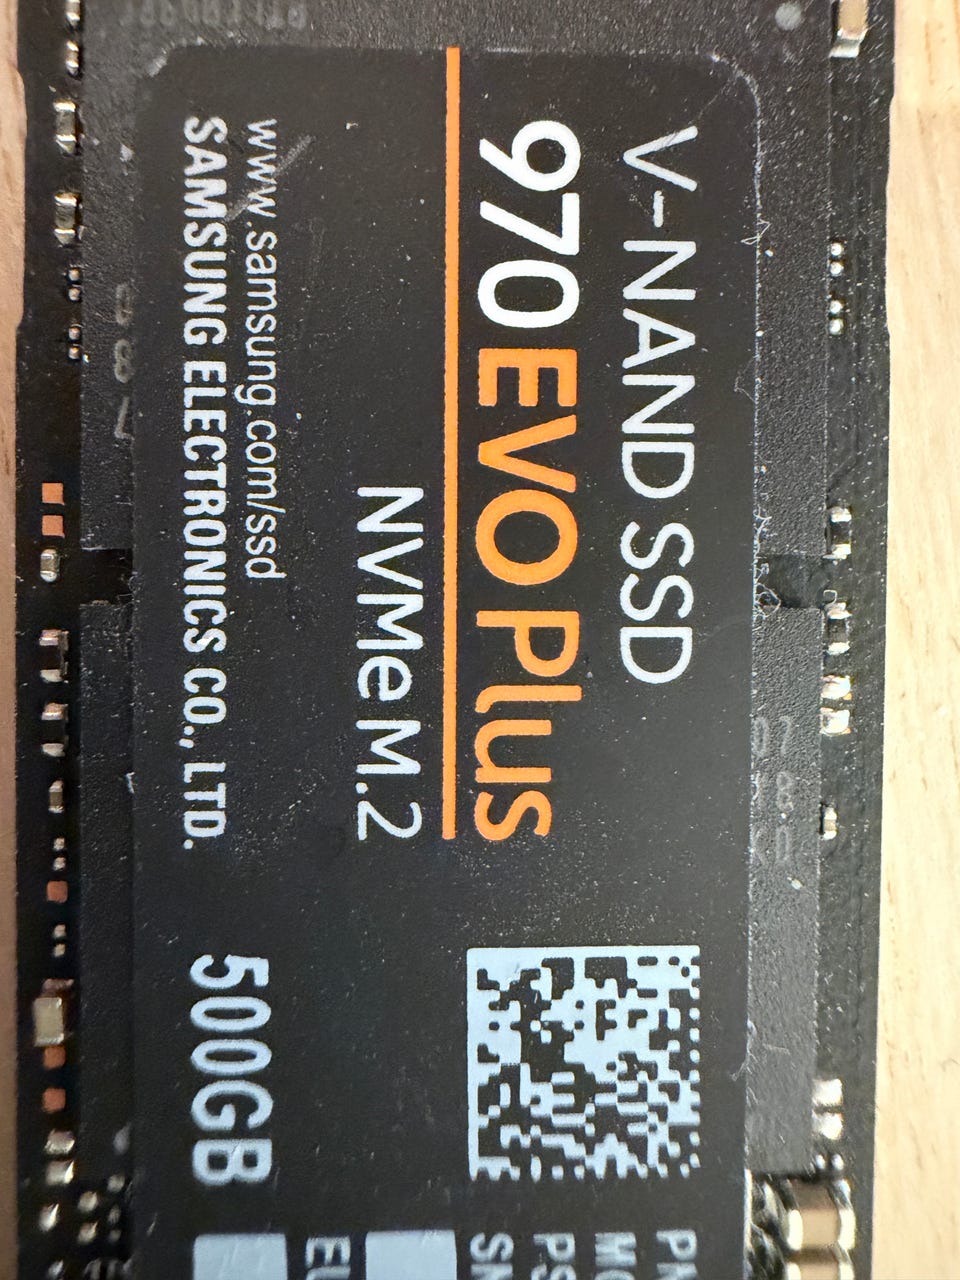 V-NAND SSD
970 EVO Plus
NVMe M.2
www.samsung.com/ssd
SAMSUNG ELECTRONICS CO., LTD.
500GB